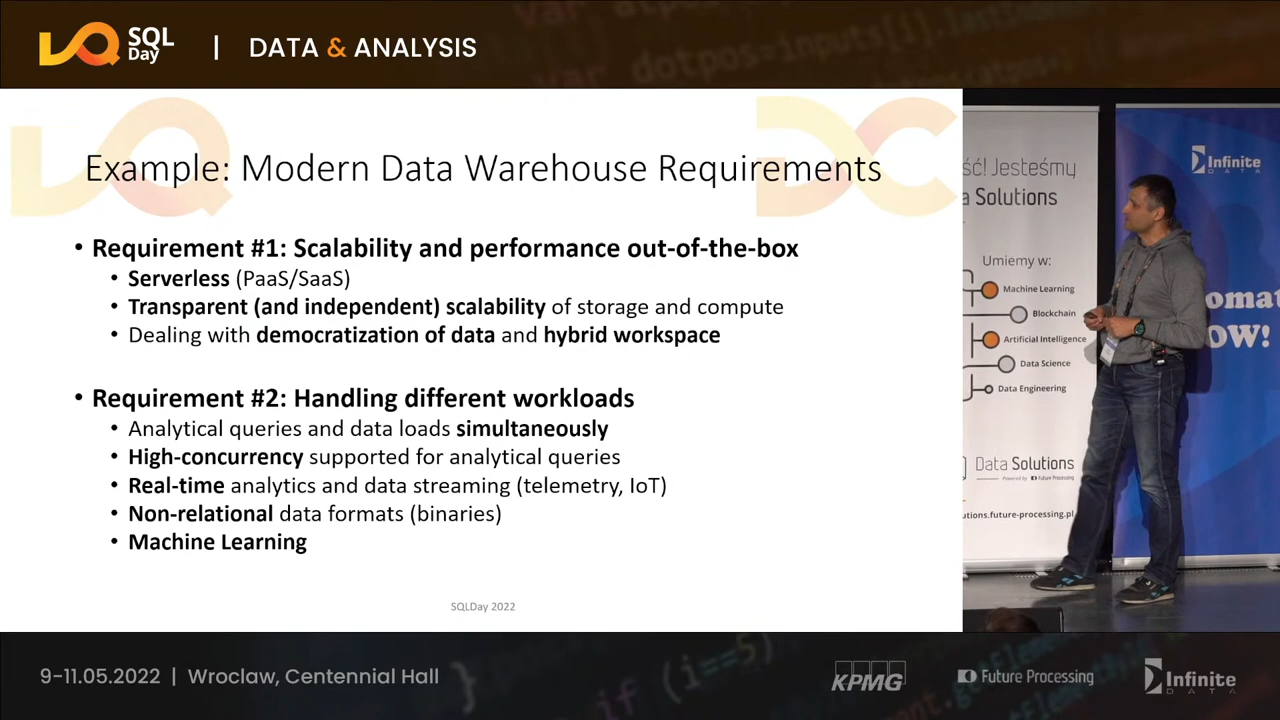 SQL
Day
| DATA & ANALYSIS
Example: Modern Data Warehouse Requirements
• Requirement #1: Scalability and performance out-of-the-box
• Serverless (PaaS/SaaS)
• Transparent (and independent) scalability of storage and compute
• Dealing with democratization of data and hybrid workspace
• Requirement #2: Handling different workloads
• Analytical queries and data loads simultaneously
• High-concurrency supported for analytical queries
• Real-time analytics and data streaming (telemetry, IoT)
• Non-relational data formats (binaries)
• Machine Learning
SQLDay 2022
ść! Jesteśmy
a Solutions
Umiemy w:
Machine Learning
Blockchain
Artificial Intelligence
Data Science
Data Engineering
Data Solutions
Powered by Future Processing
utions.future-processing.pl
Infinite
DATA
omat
OW!
9-11.05.2022 | Wroclaw, Centennial Hall
KPMG
Future Processing
Infinite
DATA